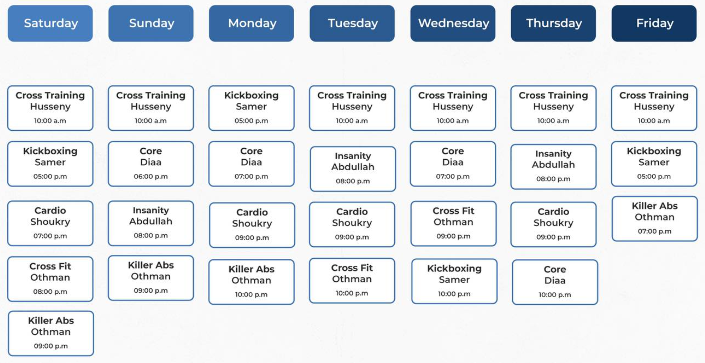 Saturday
Sunday
Monday
Tuesday
Wednesday
Thursday
Friday
Cross Training
Husseny
10:00 a.m
Cross Training
Husseny
10:00 a.m
Kickboxing
Samer
05:00 p.m
Cross Training
Husseny
10:00 a.m
Cross Training
Husseny
10:00 a.m
Cross Training
Husseny
10:00 a.m
Cross Training
Husseny
10:00 a.m
Kickboxing
Samer
05:00 p.m
Core
Diaa
06:00 p.m
Core
Diaa
07:00 p.m
Insanity
Abdullah
08:00 p.m
Core
Diaa
07:00 p.m
Insanity
Abdullah
08:00 p.m
Kickboxing
Samer
05:00 p.m
Cardio
Shoukry
07:00 p.m
Insanity
Abdullah
08:00 p.m
Cardio
Shoukry
09:00 p.m
Cardio
Shoukry
09:00 p.m
Cross Fit
Othman
09:00 p.m
Cardio
Shoukry
09:00 p.m
Killer Abs
Othman
07:00 p.m
Cross Fit
Othman
08:00 p.m
Killer Abs
Othman
09:00 p.m
Killer Abs
Othman
10:00 p.m
Cross Fit
Othman
10:00 p.m
Kickboxing
Samer
10:00 p.m
Core
Diaa
10:00 p.m
Killer Abs
Othman
09:00 p.m